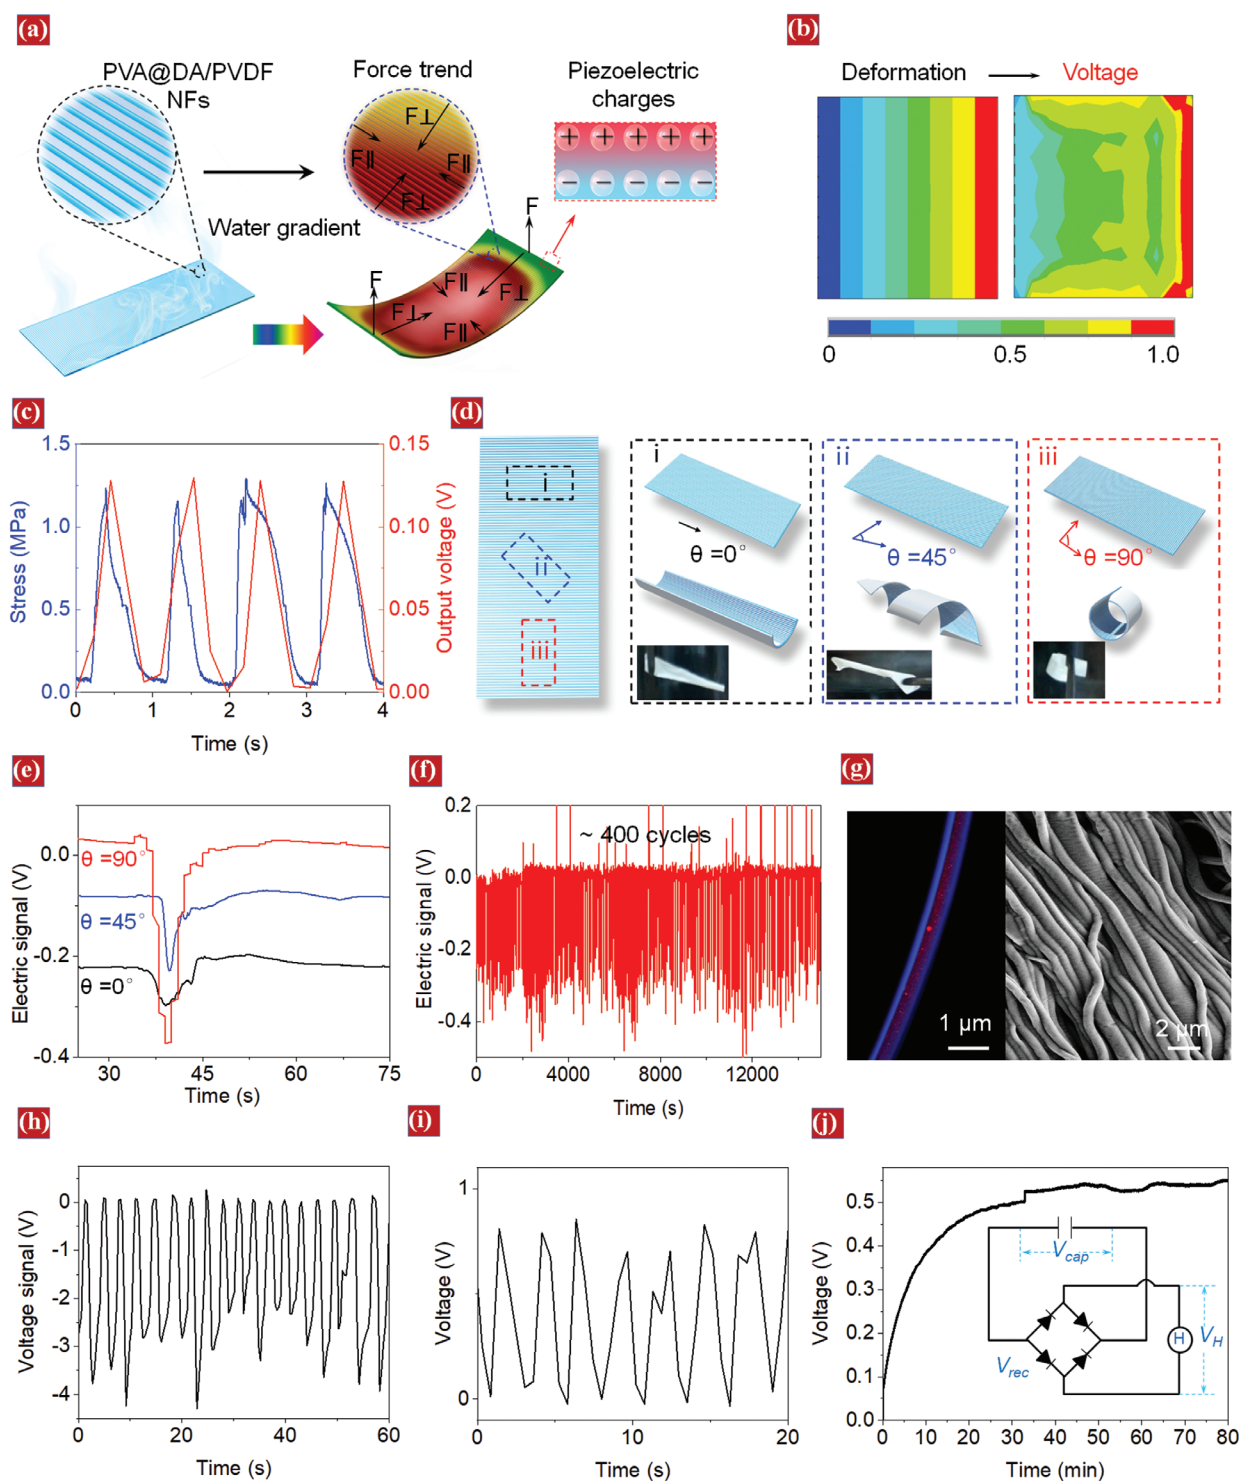 (a)
PVA@DA/PVDF
NFs
Force trend
Piezoelectric
charges
F⊥
F||
F||
F⊥
Water gradient
+ + + + +
− − − − −
F
F
F||
F⊥
F⊥
F||
(b)
Deformation
Voltage
0
0.5
1.0
(c)
1.5
1.0
0.5
0.0
Stress (MPa)
0.15
0.10
0.05
0.00
Output voltage (V)
0
1
2
3
4
Time (s)
(d)
i
ii
iii
i
θ =0°
ii
θ =45°
iii
θ =90°
(e)
0.0
-0.2
-0.4
Electric signal (V)
θ =90°
θ =45°
θ =0°
30
45
60
75
Time (s)
(f)
0.2
0.0
-0.2
-0.4
Electric signal (V)
~ 400 cycles
0
4000
8000
12000
Time (s)
(g)
1 μm
2 μm
(h)
0
-1
-2
-3
-4
Voltage signal (V)
0
20
40
60
Time (s)
(i)
1
0
Voltage (V)
0
10
20
Time (s)
(j)
0.5
0.4
0.3
0.2
0.1
0.0
Voltage (V)
Vcap
Vrec
H
VH
0
10
20
30
40
50
60
70
80
Time (min)